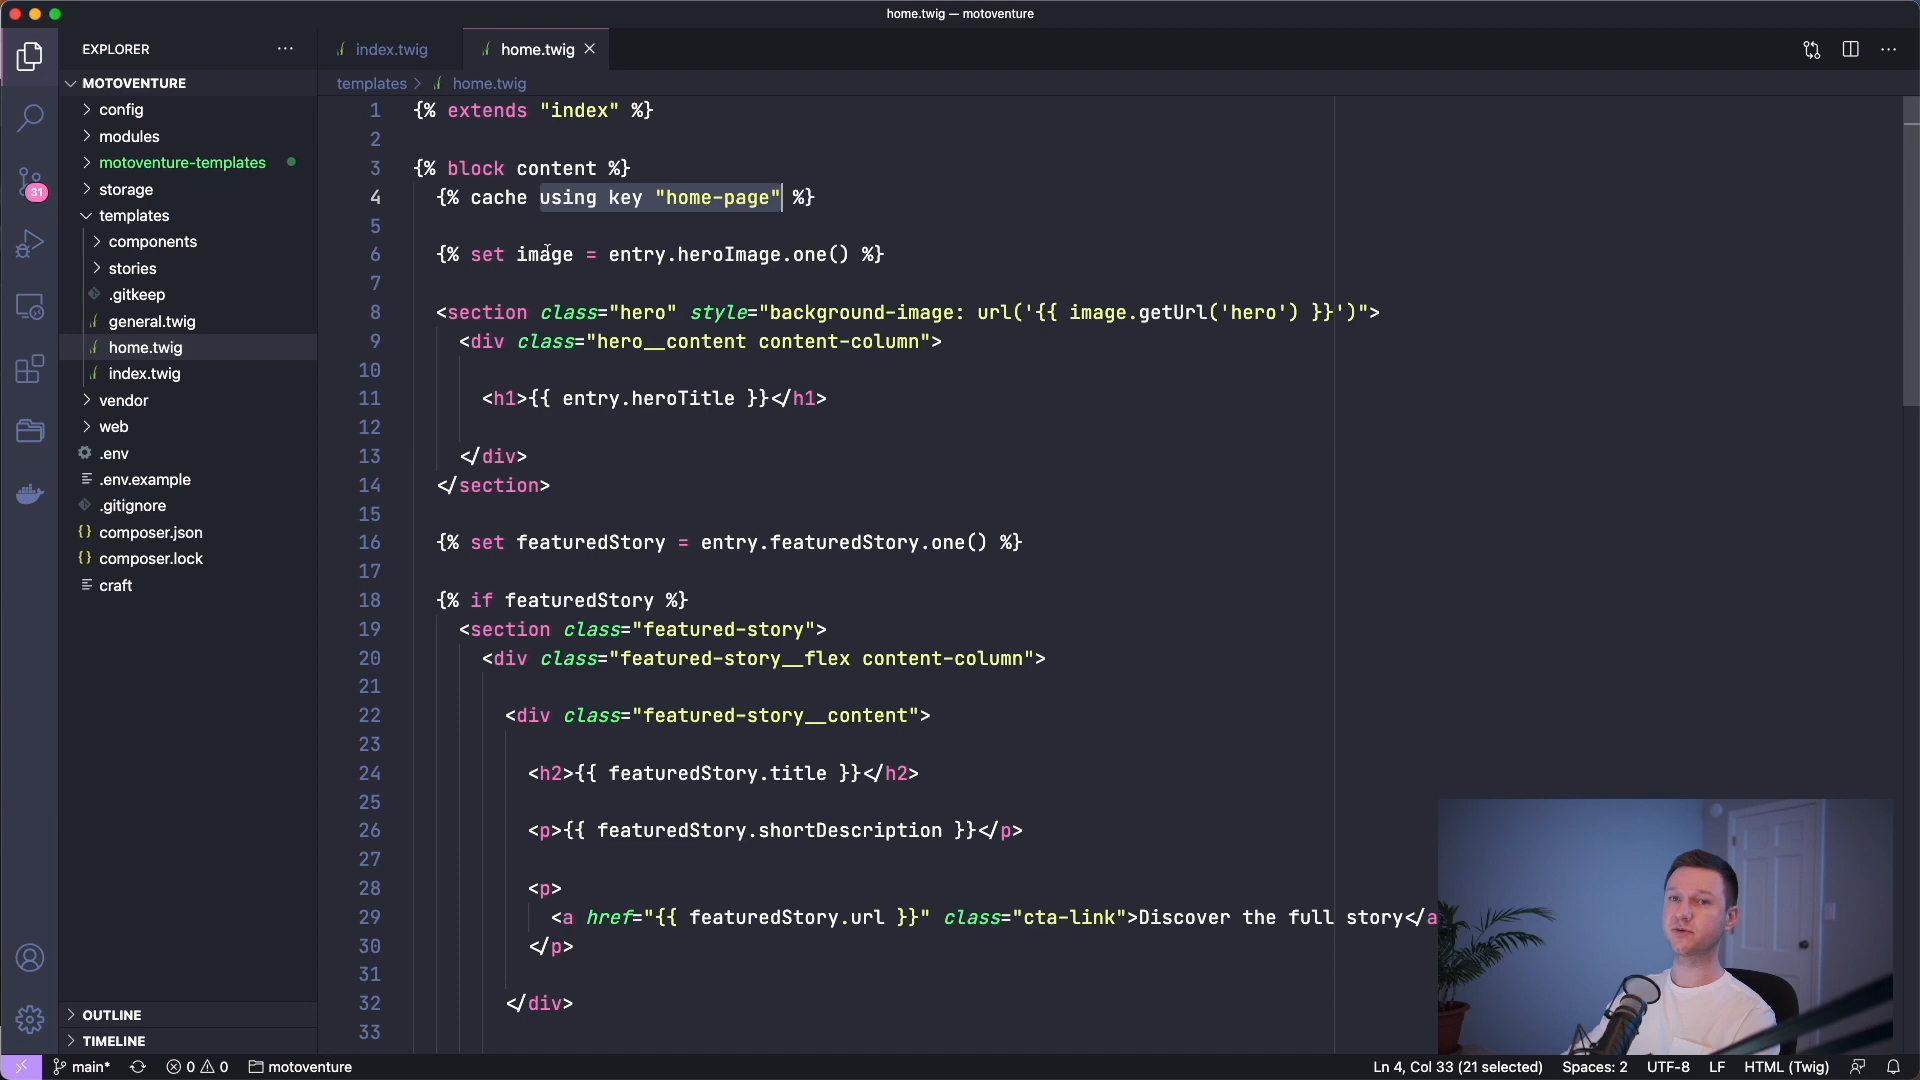 home.twig — motoventure
EXPLORER
index.twig
home.twig
MOTOVENTURE
templates > home.twig
config
modules
motoventure-templates
storage
templates
components
stories
.gitkeep
general.twig
home.twig
index.twig
vendor
web
.env
.env.example
.gitignore
composer.json
composer.lock
craft
OUTLINE
TIMELINE
31
1 {% extends "index" %}
2
3 {% block content %}
4 {% cache using key "home-page" %}
5
6 {% set image = entry.heroImage.one() %}
7
8 <section class="hero" style="background-image: url('{{ image.getUrl('hero') }}')">
9 <div class="hero__content content-column">
10
11 <h1>{{ entry.heroTitle }}</h1>
12
13 </div>
14 </section>
15
16 {% set featuredStory = entry.featuredStory.one() %}
17
18 {% if featuredStory %}
19 <section class="featured-story">
20 <div class="featured-story__flex content-column">
21
22 <div class="featured-story__content">
23
24 <h2>{{ featuredStory.title }}</h2>
25
26 <p>{{ featuredStory.shortDescription }}</p>
27
28 <p>
29 <a href="{{ featuredStory.url }}" class="cta-link">Discover the full story</a
30 </p>
31
32 </div>
33
main* 0 0 motoventure Ln 4, Col 33 (21 selected) Spaces: 2 UTF-8 LF HTML (Twig)